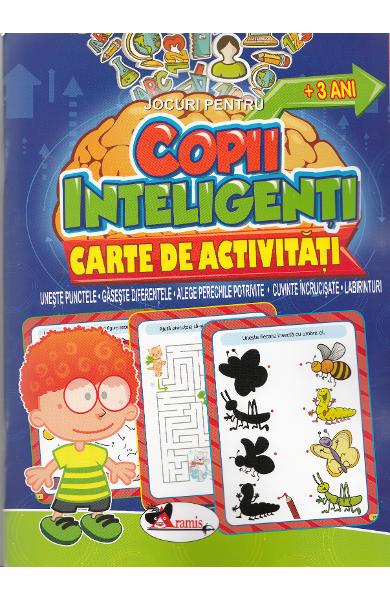 JOCURI PENTRU
+ 3 ANI
COPII
INTELIGENȚI
CARTE DE ACTIVITĂȚI
UNEȘTE PUNCTELE • GĂSEȘTE DIFERENȚELE • ALEGE PERECHILE POTRIVITE • CUVINTE ÎNCRUCIȘATE • LABIRINTURI
Unește fiecare insectă cu umbra ei.
Aramis